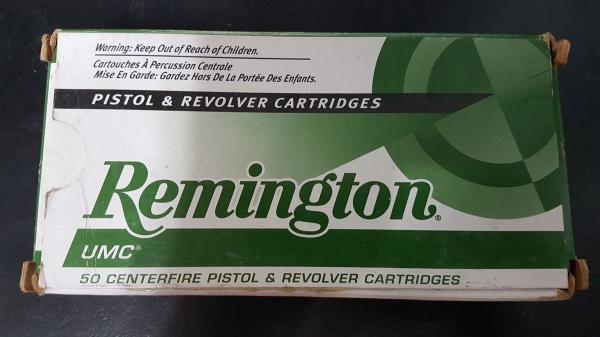 Warning: Keep Out of Reach of Children.
Cartouches À Percussion Centrale
Mise En Garde: Gardez Hors De La Portée Des Enfants.
PISTOL & REVOLVER CARTRIDGES
Remington®
UMC®
50 CENTERFIRE PISTOL & REVOLVER CARTRIDGES